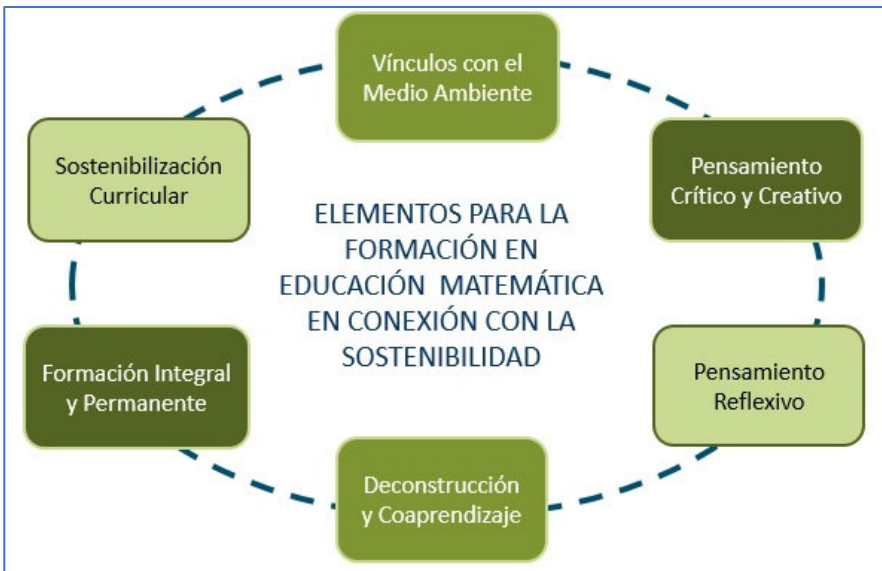 Vínculos con el
Medio Ambiente
Sostenibilización
Curricular
Pensamiento
Crítico y Creativo
ELEMENTOS PARA LA
FORMACIÓN EN
EDUCACIÓN MATEMÁTICA
EN CONEXIÓN CON LA
SOSTENIBILIDAD
Formación Integral
y Permanente
Pensamiento
Reflexivo
Deconstrucción
y Coaprendizaje